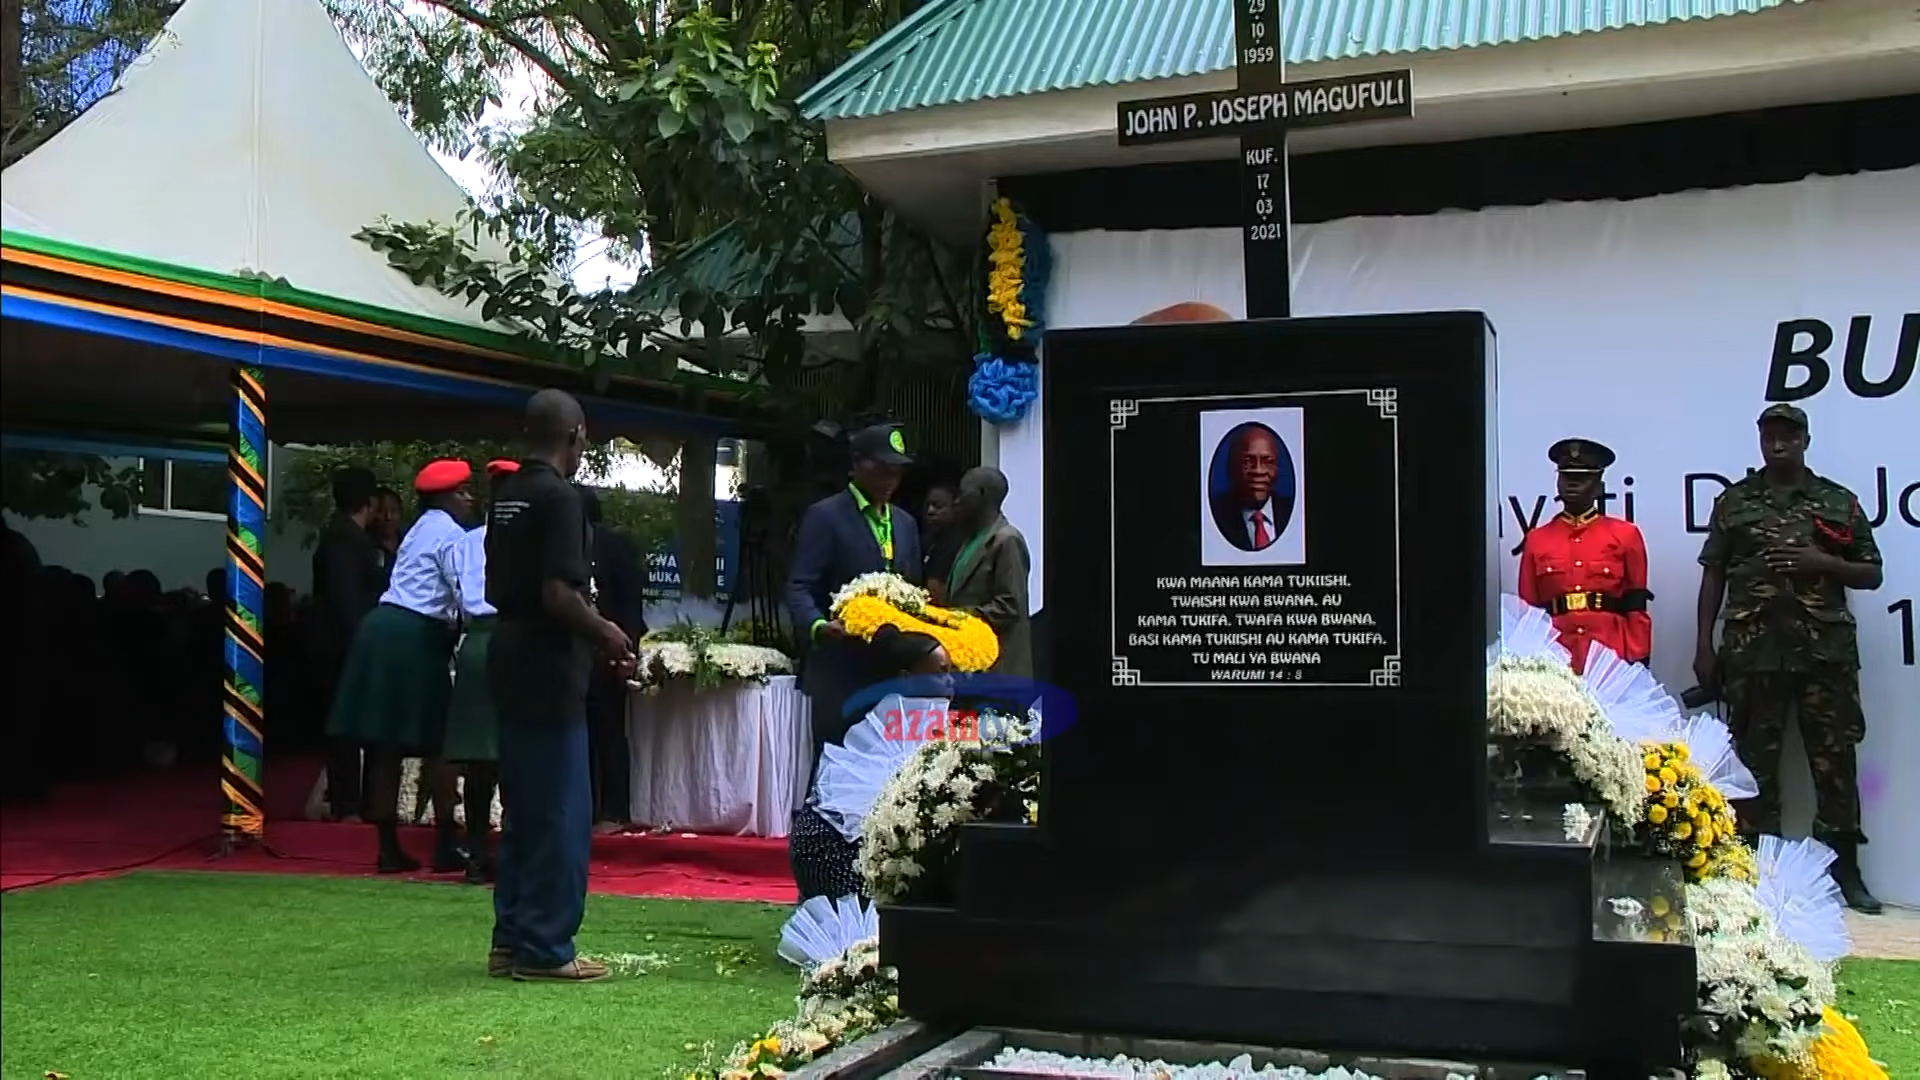 29
10
1959
JOHN P. JOSEPH MAGUFULI
KUF.
17
03
2021
BU
KWA MAANA KAMA TUKIISHI,
TWAISHI KWA BWANA, AU
KAMA TUKIFA, TWAFA KWA BWANA.
BASI KAMA TUKIISHI AU KAMA TUKIFA,
TU MALI YA BWANA
WARUMI 14 : 8
azam tv